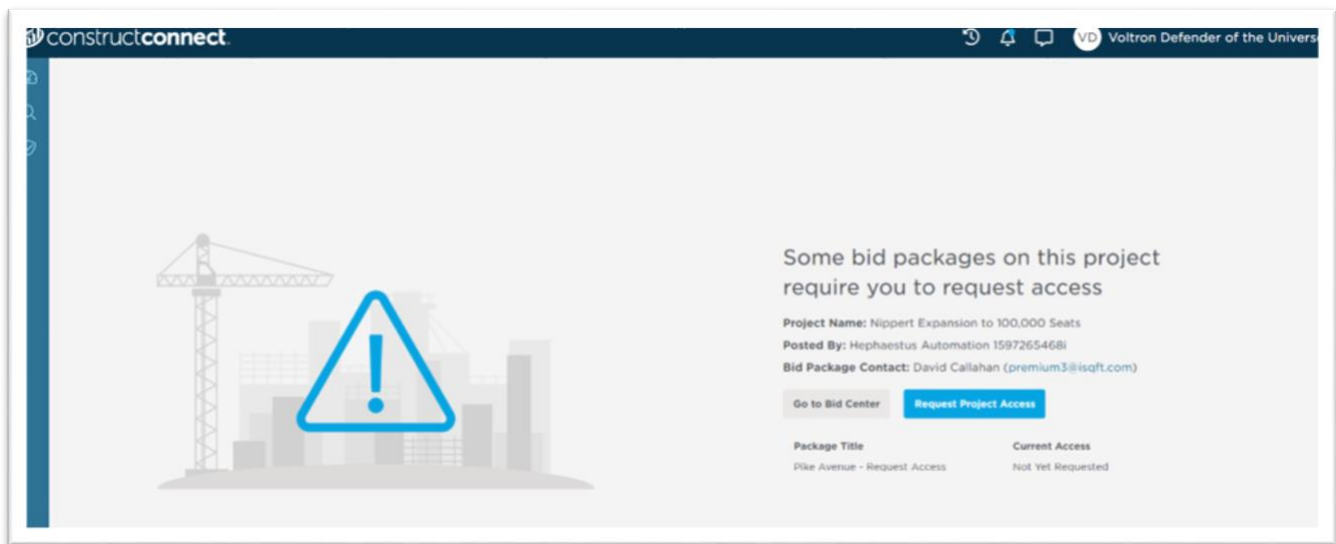 constructconnect.
VD Voltron Defender of the Univers
Some bid packages on this project
require you to request access
Project Name: Nippert Expansion to 100,000 Seats
Posted By: Hephaestus Automation 1597265468i
Bid Package Contact: David Callahan (premium3@isqft.com)
Go to Bid Center Request Project Access
Package Title Current Access
Pike Avenue - Request Access Not Yet Requested